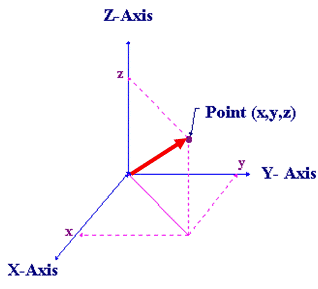 Z-Axis
z
Point (x,y,z)
y
Y- Axis
x
X-Axis